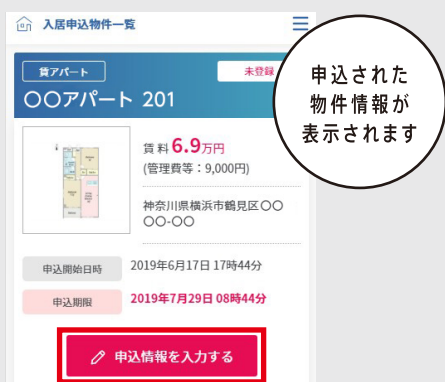 入居申込物件一覧
賃アパート
未登録
〇〇アパート 201
申込された
物件情報が
表示されます
賃料6.9万円
(管理費等：9,000円)
神奈川県横浜市鶴見区〇〇
〇〇-〇〇
申込開始日時
2019年6月17日 17時44分
申込期限
2019年7月29日 08時44分
申込情報を入力する